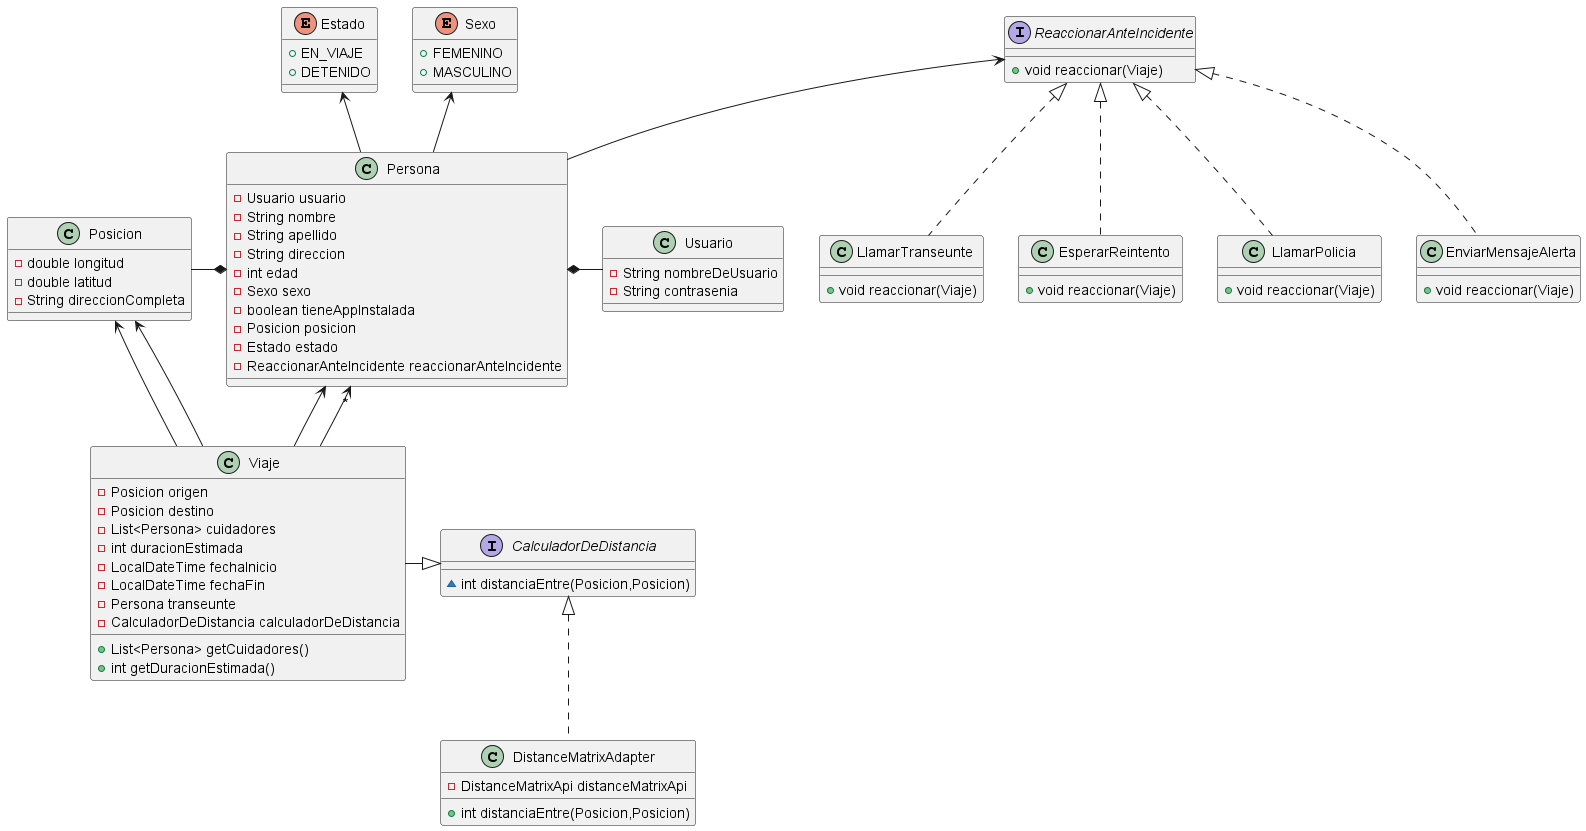 E Estado
EN_VIAJE
DETENIDO
E Sexo
FEMENINO
MASCULINO
I ReaccionarAnteIncidente
void reaccionar(Viaje)
C Persona
Usuario usuario
String nombre
String apellido
String direccion
int edad
Sexo sexo
boolean tieneAppInstalada
Posicion posicion
Estado estado
ReaccionarAnteIncidente reaccionarAnteIncidente
C Posicion
double longitud
double latitud
String direccionCompleta
C Usuario
String nombreDeUsuario
String contrasenia
C LlamarTranseunte
void reaccionar(Viaje)
C EsperarReintento
void reaccionar(Viaje)
C LlamarPolicia
void reaccionar(Viaje)
C EnviarMensajeAlerta
void reaccionar(Viaje)
*
C Viaje
Posicion origen
Posicion destino
List<Persona> cuidadores
int duracionEstimada
LocalDateTime fechaInicio
LocalDateTime fechaFin
Persona transeunte
CalculadorDeDistancia calculadorDeDistancia
List<Persona> getCuidadores()
int getDuracionEstimada()
I CalculadorDeDistancia
int distanciaEntre(Posicion,Posicion)
C DistanceMatrixAdapter
DistanceMatrixApi distanceMatrixApi
int distanciaEntre(Posicion,Posicion)